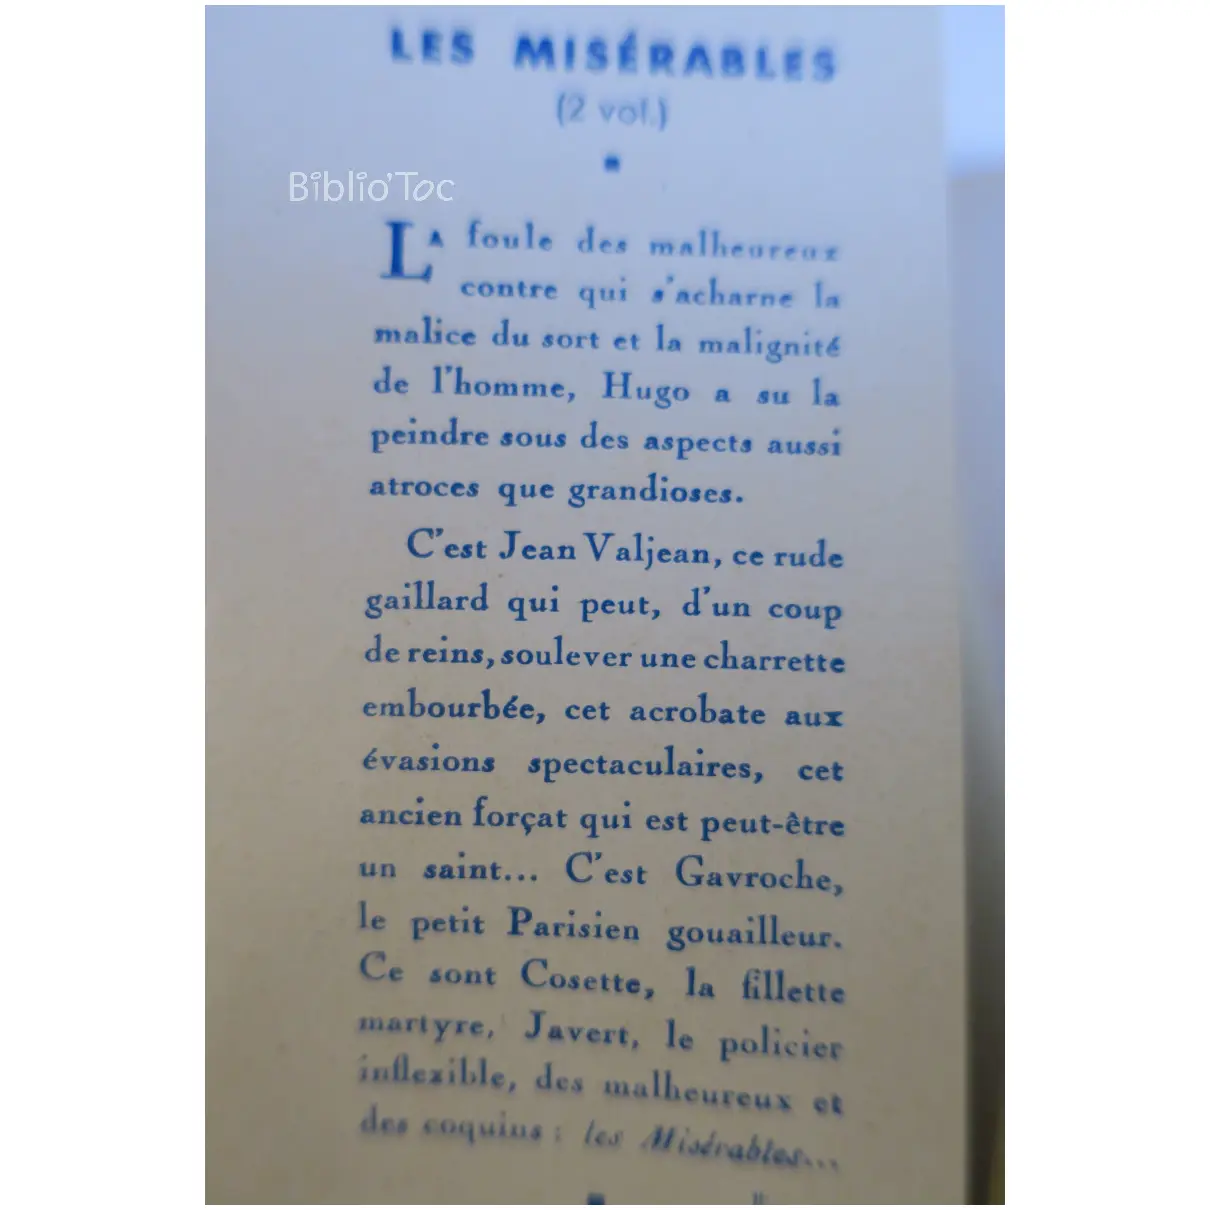 LES MISÉRABLES
(2 vol.)
Biblio'Toc
LA foule des malheureux
contre qui s'acharne la
malice du sort et la malignité
de l'homme, Hugo a su la
peindre sous des aspects aussi
atroces que grandioses.
C'est Jean Valjean, ce rude
gaillard qui peut, d'un coup
de reins, soulever une charrette
embourbée, cet acrobate aux
évasions spectaculaires, cet
ancien forçat qui est peut-être
un saint... C'est Gavroche,
le petit Parisien gouailleur.
Ce sont Cosette, la fillette
martyre, Javert, le policier
inflexible, des malheureux et
des coquins : les Misérables...